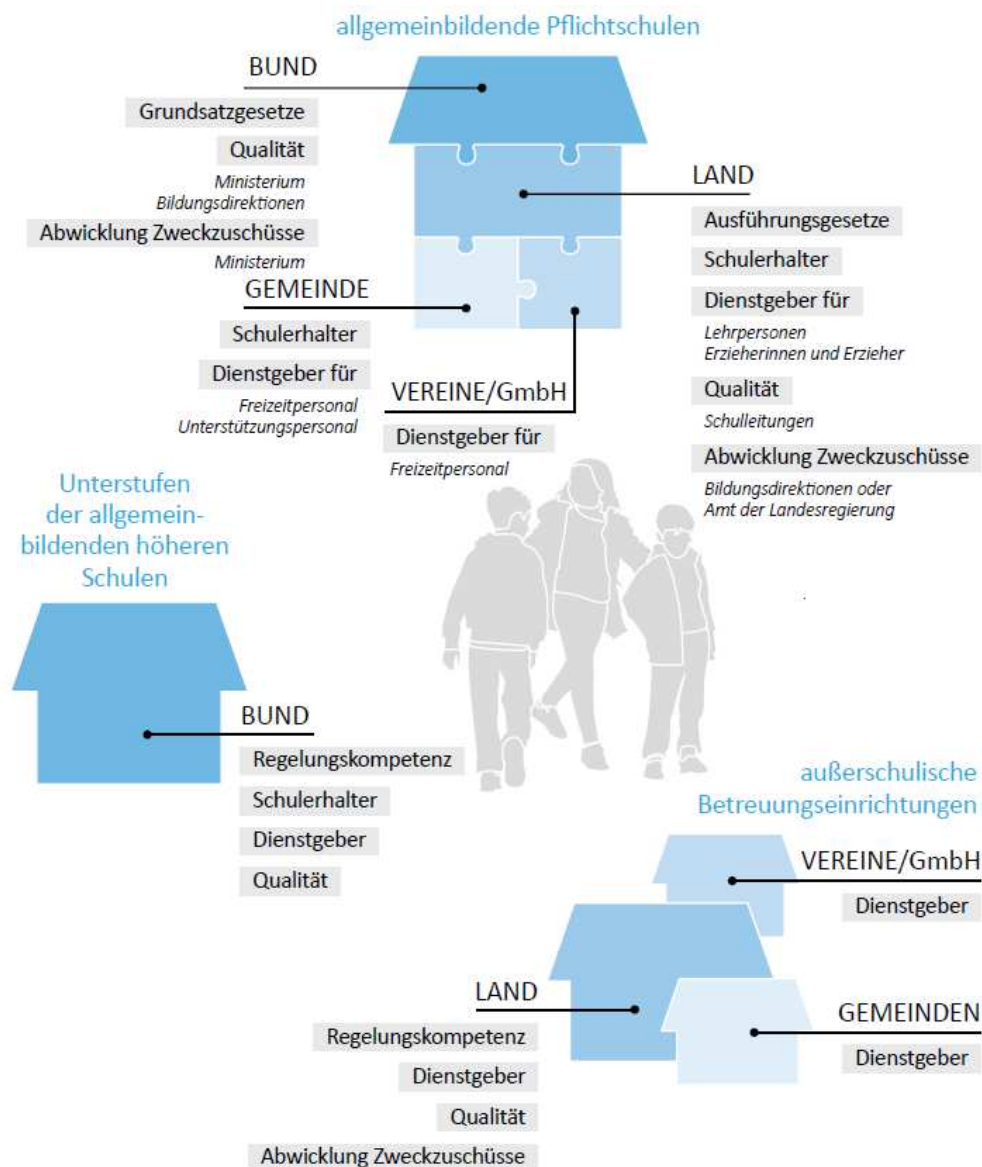 allgemeinbildende Pflichtschulen
BUND
Grundsatzgesetze
Qualität
Ministerium
Bildungsdirektionen
Abwicklung Zweckzuschüsse
Ministerium
GEMEINDE
Schulerhalter
Dienstgeber für
Freizeitpersonal
Unterstützungspersonal
VEREINE/GmbH
Dienstgeber für
Freizeitpersonal
LAND
Ausführungsgesetze
Schulerhalter
Dienstgeber für
Lehrpersonen
Erzieherinnen und Erzieher
Qualität
Schulleitungen
Abwicklung Zweckzuschüsse
Bildungsdirektionen oder
Amt der Landesregierung
Unterstufen
der allgemein-
bildenden höheren
Schulen
BUND
Regelungskompetenz
Schulerhalter
Dienstgeber
Qualität
außerschulische
Betreuungseinrichtungen
VEREINE/GmbH
Dienstgeber
LAND
Regelungskompetenz
Dienstgeber
Qualität
Abwicklung Zweckzuschüsse
GEMEINDEN
Dienstgeber